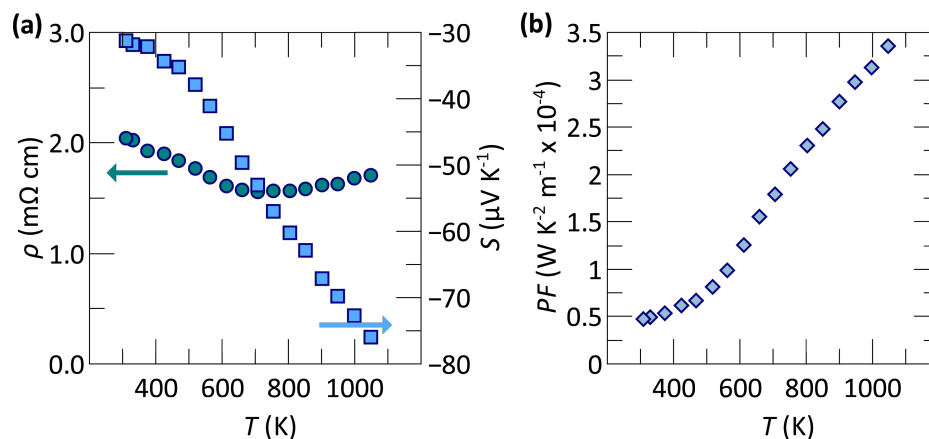 (a)
3.0
2.0
1.0
0.0
ρ (mΩ cm)
400 600 800 1000
T (K)
−30
−40
−50
−60
−70
−80
S (μV K⁻¹)
(b)
3.5
3
2.5
2
1.5
1
0.5
0
PF (W K⁻² m⁻¹ x 10⁻⁴)
400 600 800 1000
T (K)